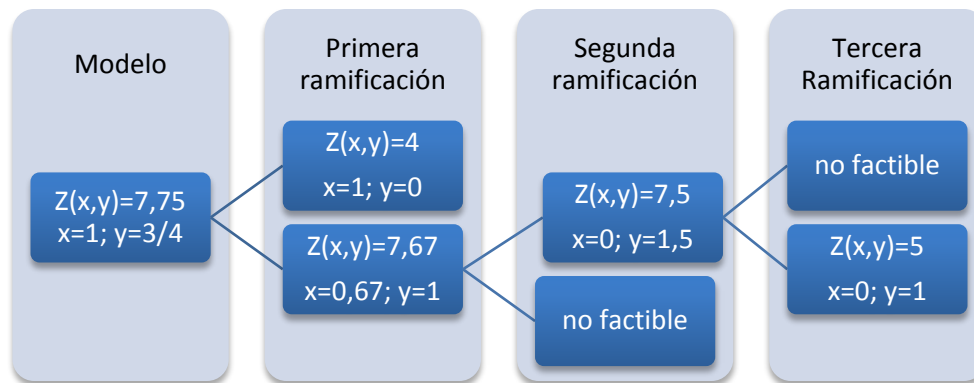 Modelo
Z(x,y)=7,75
x=1; y=3/4
Primera
ramificación
Z(x,y)=4
x=1; y=0
Z(x,y)=7,67
x=0,67; y=1
Segunda
ramificación
Z(x,y)=7,5
x=0; y=1,5
no factible
Tercera
Ramificación
no factible
Z(x,y)=5
x=0; y=1